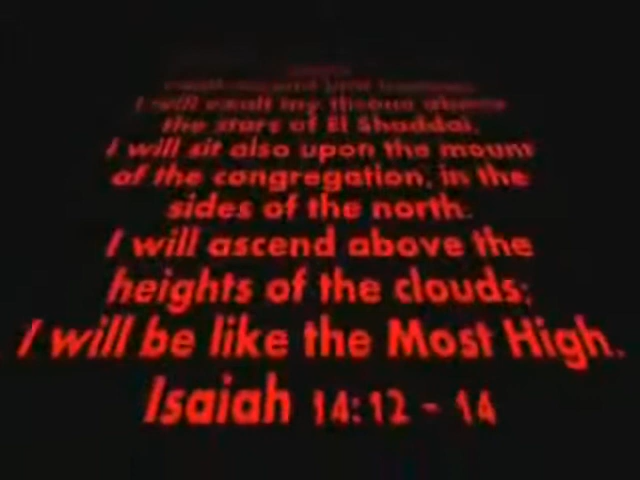 I will exalt my throne above
the stars of El Shaddai.
I will sit also upon the mount
of the congregation, in the
sides of the north.
I will ascend above the
heights of the clouds;
I will be like the Most High.
Isaiah 14:12 - 14